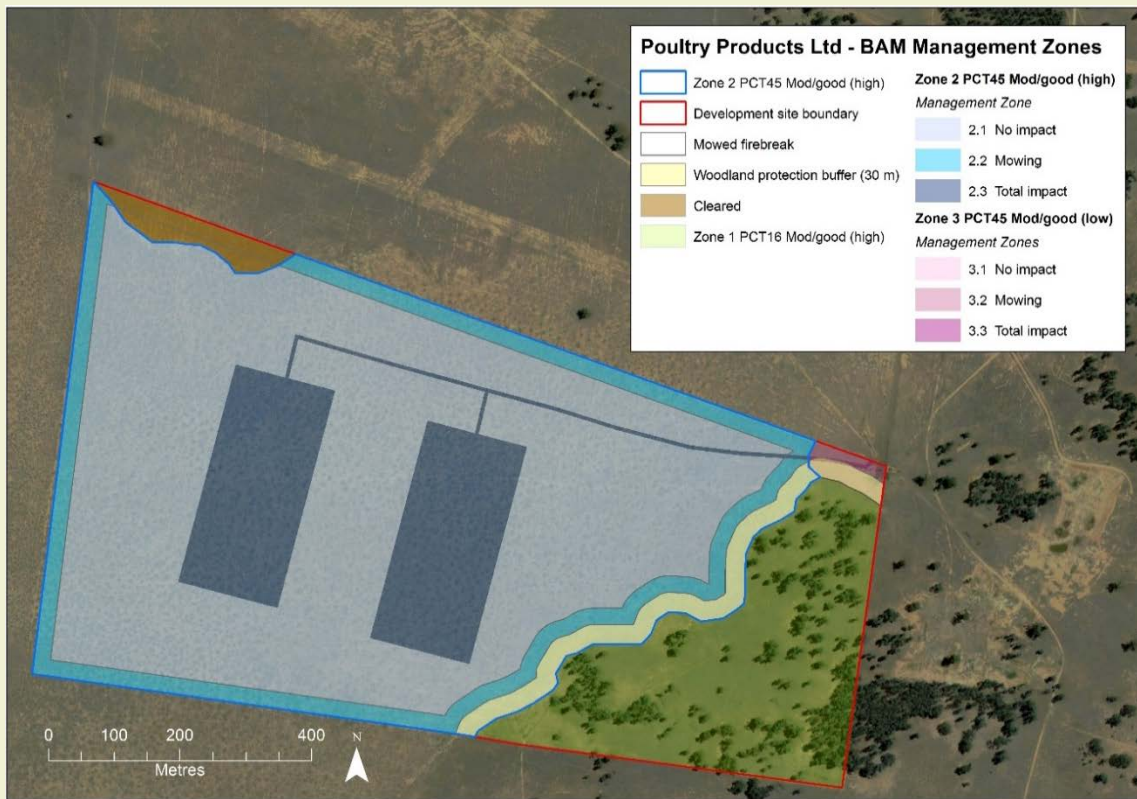 Poultry Products Ltd - BAM Management Zones
Zone 2 PCT45 Mod/good (high)
Development site boundary
Mowed firebreak
Woodland protection buffer (30 m)
Cleared
Zone 1 PCT16 Mod/good (high)
Zone 2 PCT45 Mod/good (high)
Management Zone
2.1 No impact
2.2 Mowing
2.3 Total impact
Zone 3 PCT45 Mod/good (low)
Management Zones
3.1 No impact
3.2 Mowing
3.3 Total impact
0 100 200 400
Metres
N